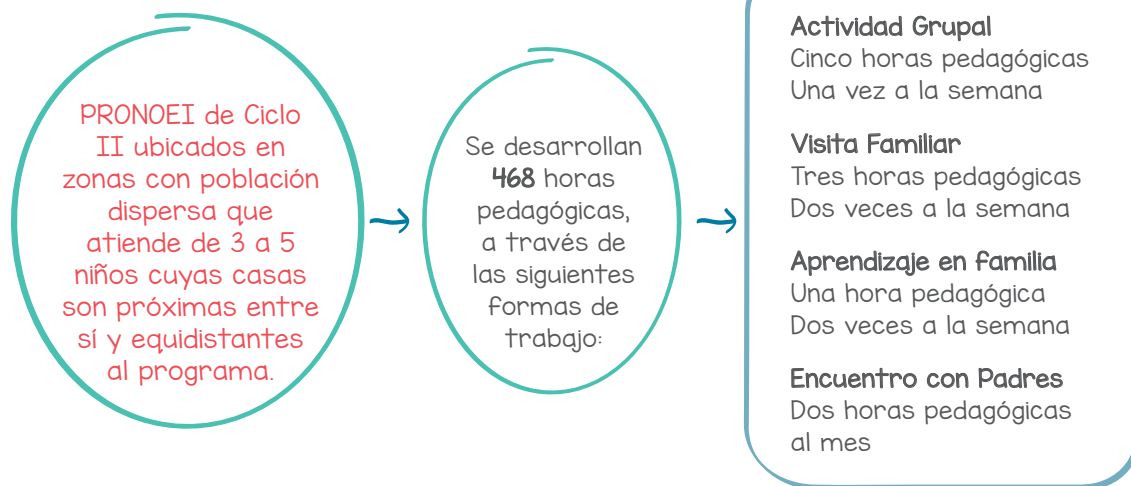 PRONOEI de Ciclo
II ubicados en
zonas con población
dispersa que
atiende de 3 a 5
niños cuyas casas
son próximas entre
sí y equidistantes
al programa.
Se desarrollan
468 horas
pedagógicas,
a través de
las siguientes
formas de
trabajo:
Actividad Grupal
Cinco horas pedagógicas
Una vez a la semana
Visita Familiar
Tres horas pedagógicas
Dos veces a la semana
Aprendizaje en familia
Una hora pedagógica
Dos veces a la semana
Encuentro con Padres
Dos horas pedagógicas
al mes